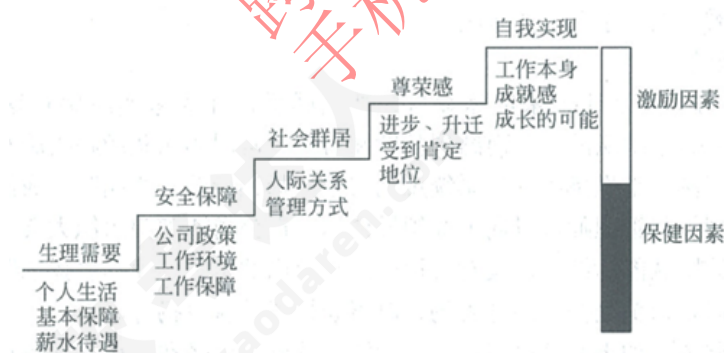 自我实现
工作本身
成就感
成长的可能
激励因素
尊荣感
进步、升迁
受到肯定
地位
社会群居
人际关系
管理方式
安全保障
公司政策
工作环境
工作保障
保健因素
生理需要
个人生活
基本保障
薪水待遇
手机